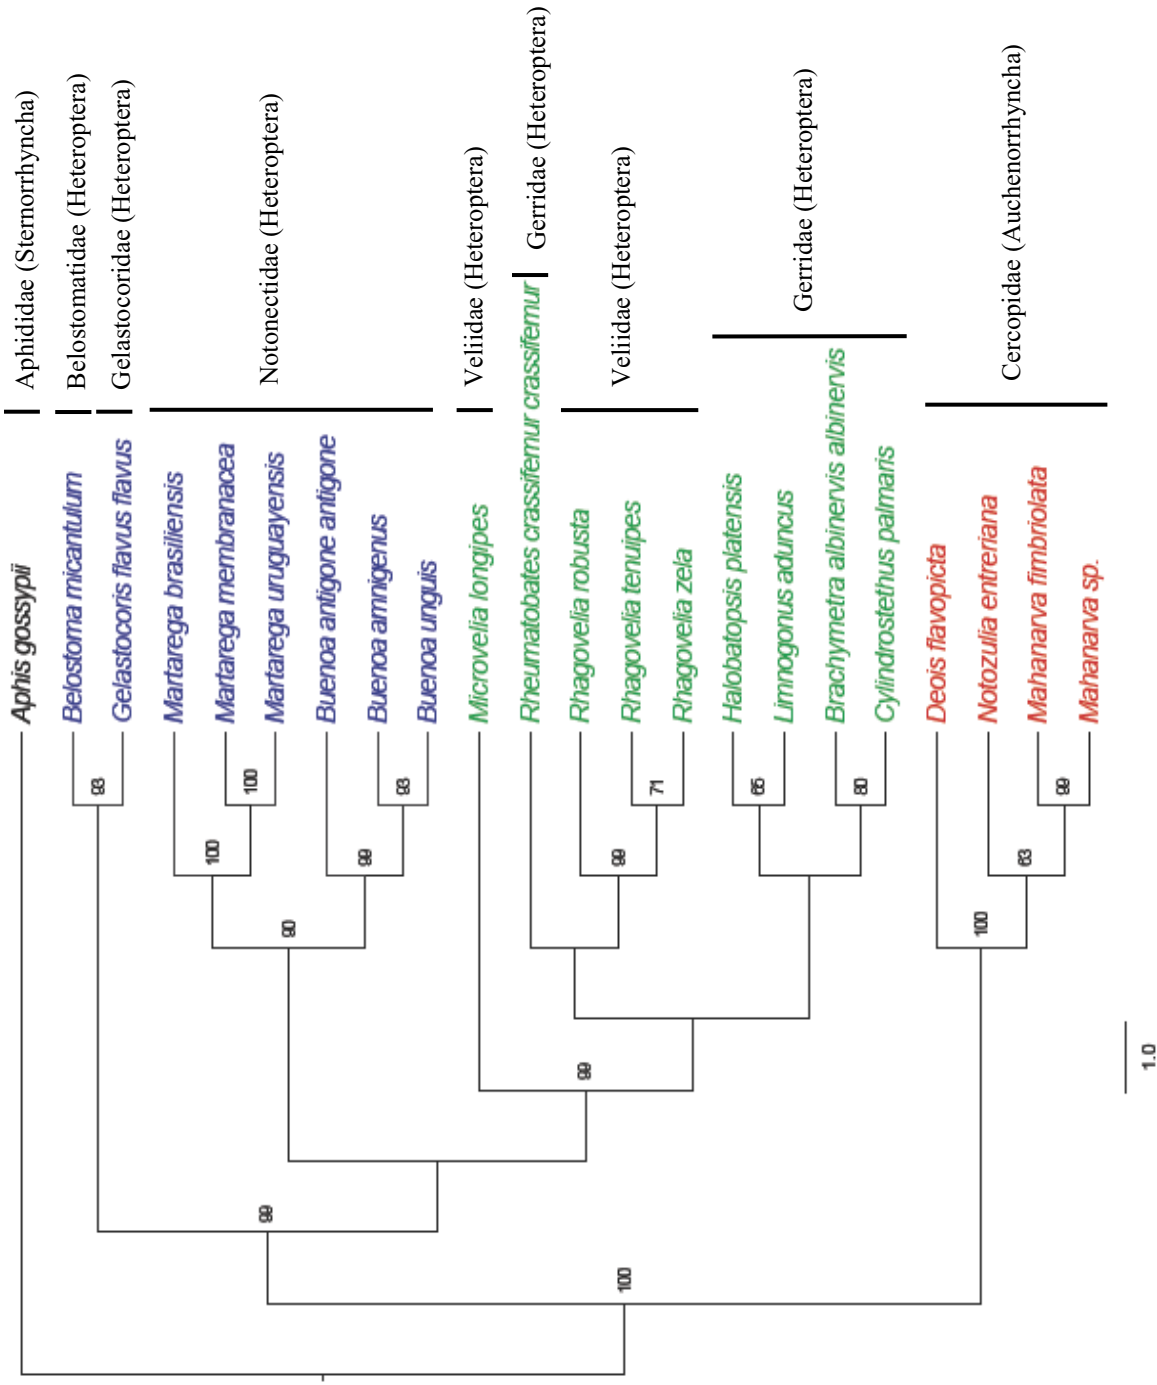 Aphididae (Sternorrhyncha)
Belostomatidae (Heteroptera)
Gelastocoridae (Heteroptera)
Notonectidae (Heteroptera)
Veliidae (Heteroptera)
Gerridae (Heteroptera)
Veliidae (Heteroptera)
Gerridae (Heteroptera)
Cercopidae (Auchenorrhyncha)
Aphis gossypii
Belostoma micantulum
Gelastocoris flavus flavus
Martarega brasiliensis
Martarega membranacea
Martarega uruguayensis
Buenoa antigone antigone
Buenoa amnigenus
Buenoa unguis
Microvelia longipes
Rheumatobates crassifemur crassifemur
Rhagovelia robusta
Rhagovelia tenuipes
Rhagovelia zela
Halobatopsis platensis
Limnogonus aduncus
Brachymetra albinervis albinervis
Cylindrostethus palmaris
Deois flavopicta
Notozulia entreriana
Mahanarva fimbriolata
Mahanarva sp.
93
100
100
93
99
90
71
99
65
80
99
99
63
100
99
100
1.0